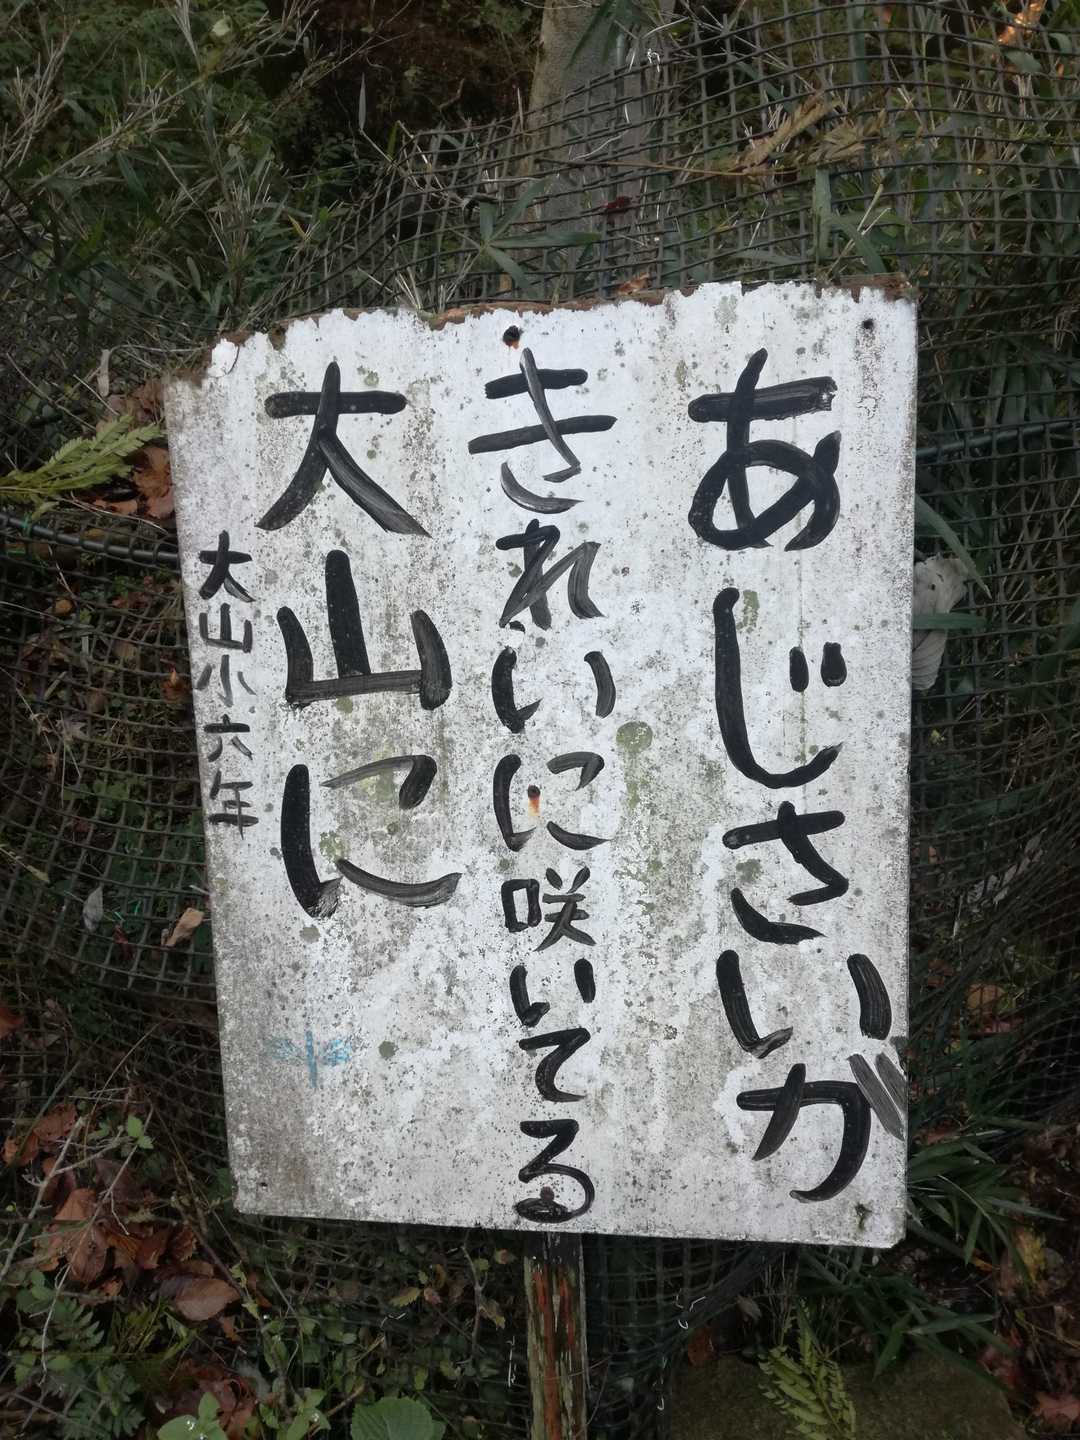 あじさいが
きれいに咲いてる
大山に
大山小六年